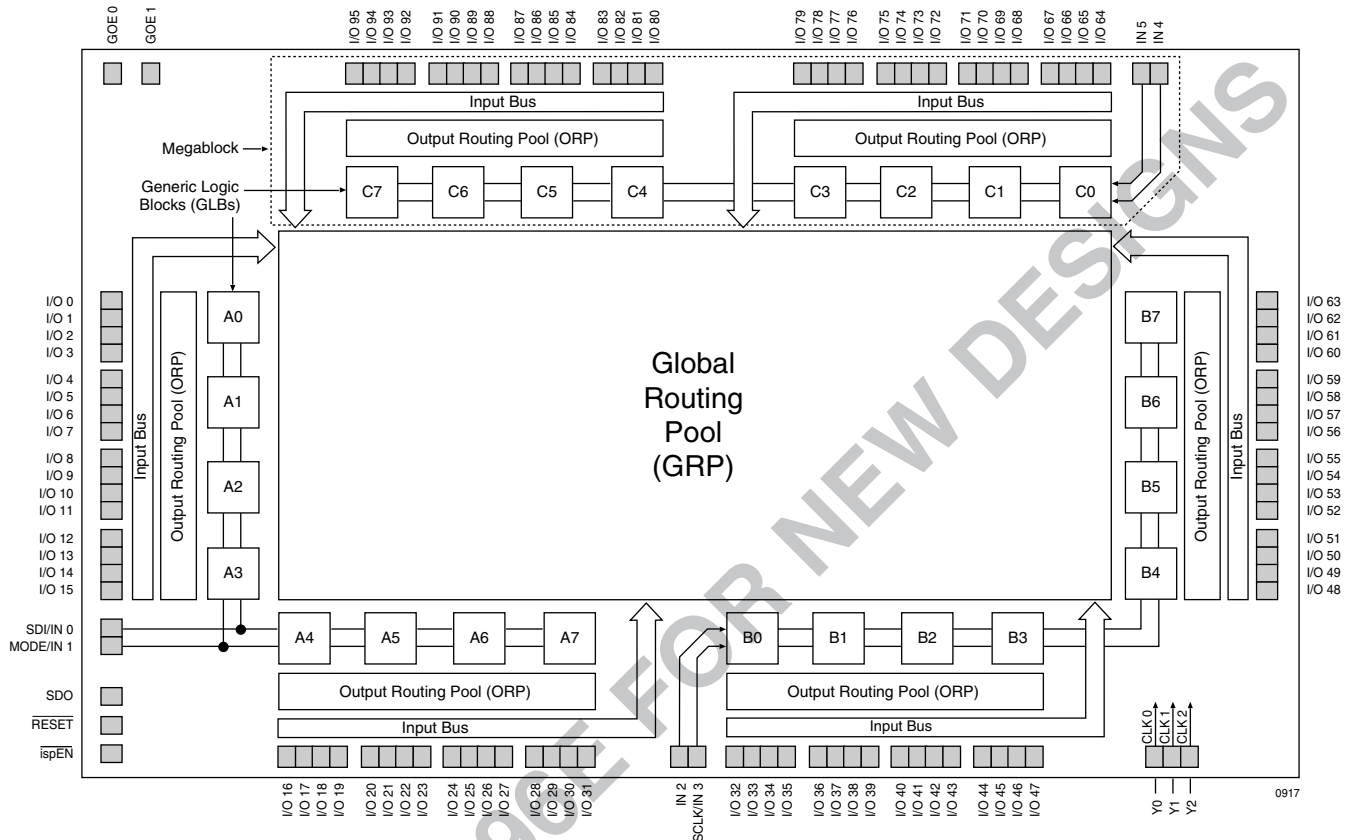 GOE 0
GOE 1
I/O 95
I/O 94
I/O 93
I/O 92
I/O 91
I/O 90
I/O 89
I/O 88
I/O 87
I/O 86
I/O 85
I/O 84
I/O 83
I/O 82
I/O 81
I/O 80
I/O 79
I/O 78
I/O 77
I/O 76
I/O 75
I/O 74
I/O 73
I/O 72
I/O 71
I/O 70
I/O 69
I/O 68
I/O 67
I/O 66
I/O 65
I/O 64
IN 5
IN 4
Input Bus
Input Bus
Output Routing Pool (ORP)
Output Routing Pool (ORP)
Megablock
Generic Logic
Blocks (GLBs)
C7
C6
C5
C4
C3
C2
C1
C0
I/O 0
I/O 1
I/O 2
I/O 3
I/O 4
I/O 5
I/O 6
I/O 7
I/O 8
I/O 9
I/O 10
I/O 11
I/O 12
I/O 13
I/O 14
I/O 15
Input Bus
Output Routing Pool (ORP)
A0
A1
A2
A3
Global
Routing
Pool
(GRP)
B7
B6
B5
B4
Output Routing Pool (ORP)
Input Bus
I/O 63
I/O 62
I/O 61
I/O 60
I/O 59
I/O 58
I/O 57
I/O 56
I/O 55
I/O 54
I/O 53
I/O 52
I/O 51
I/O 50
I/O 49
I/O 48
SDI/IN 0
MODE/IN 1
SDO
RESET
ispEN
A4
A5
A6
A7
B0
B1
B2
B3
Output Routing Pool (ORP)
Output Routing Pool (ORP)
Input Bus
Input Bus
I/O 16
I/O 17
I/O 18
I/O 19
I/O 20
I/O 21
I/O 22
I/O 23
I/O 24
I/O 25
I/O 26
I/O 27
I/O 28
I/O 29
I/O 30
I/O 31
IN 2
SCLK/IN 3
I/O 32
I/O 33
I/O 34
I/O 35
I/O 36
I/O 37
I/O 38
I/O 39
I/O 40
I/O 41
I/O 42
I/O 43
I/O 44
I/O 45
I/O 46
I/O 47
CLK 0
CLK 1
CLK 2
Y0
Y1
Y2
0917
96E FOR NEW DESIGNS